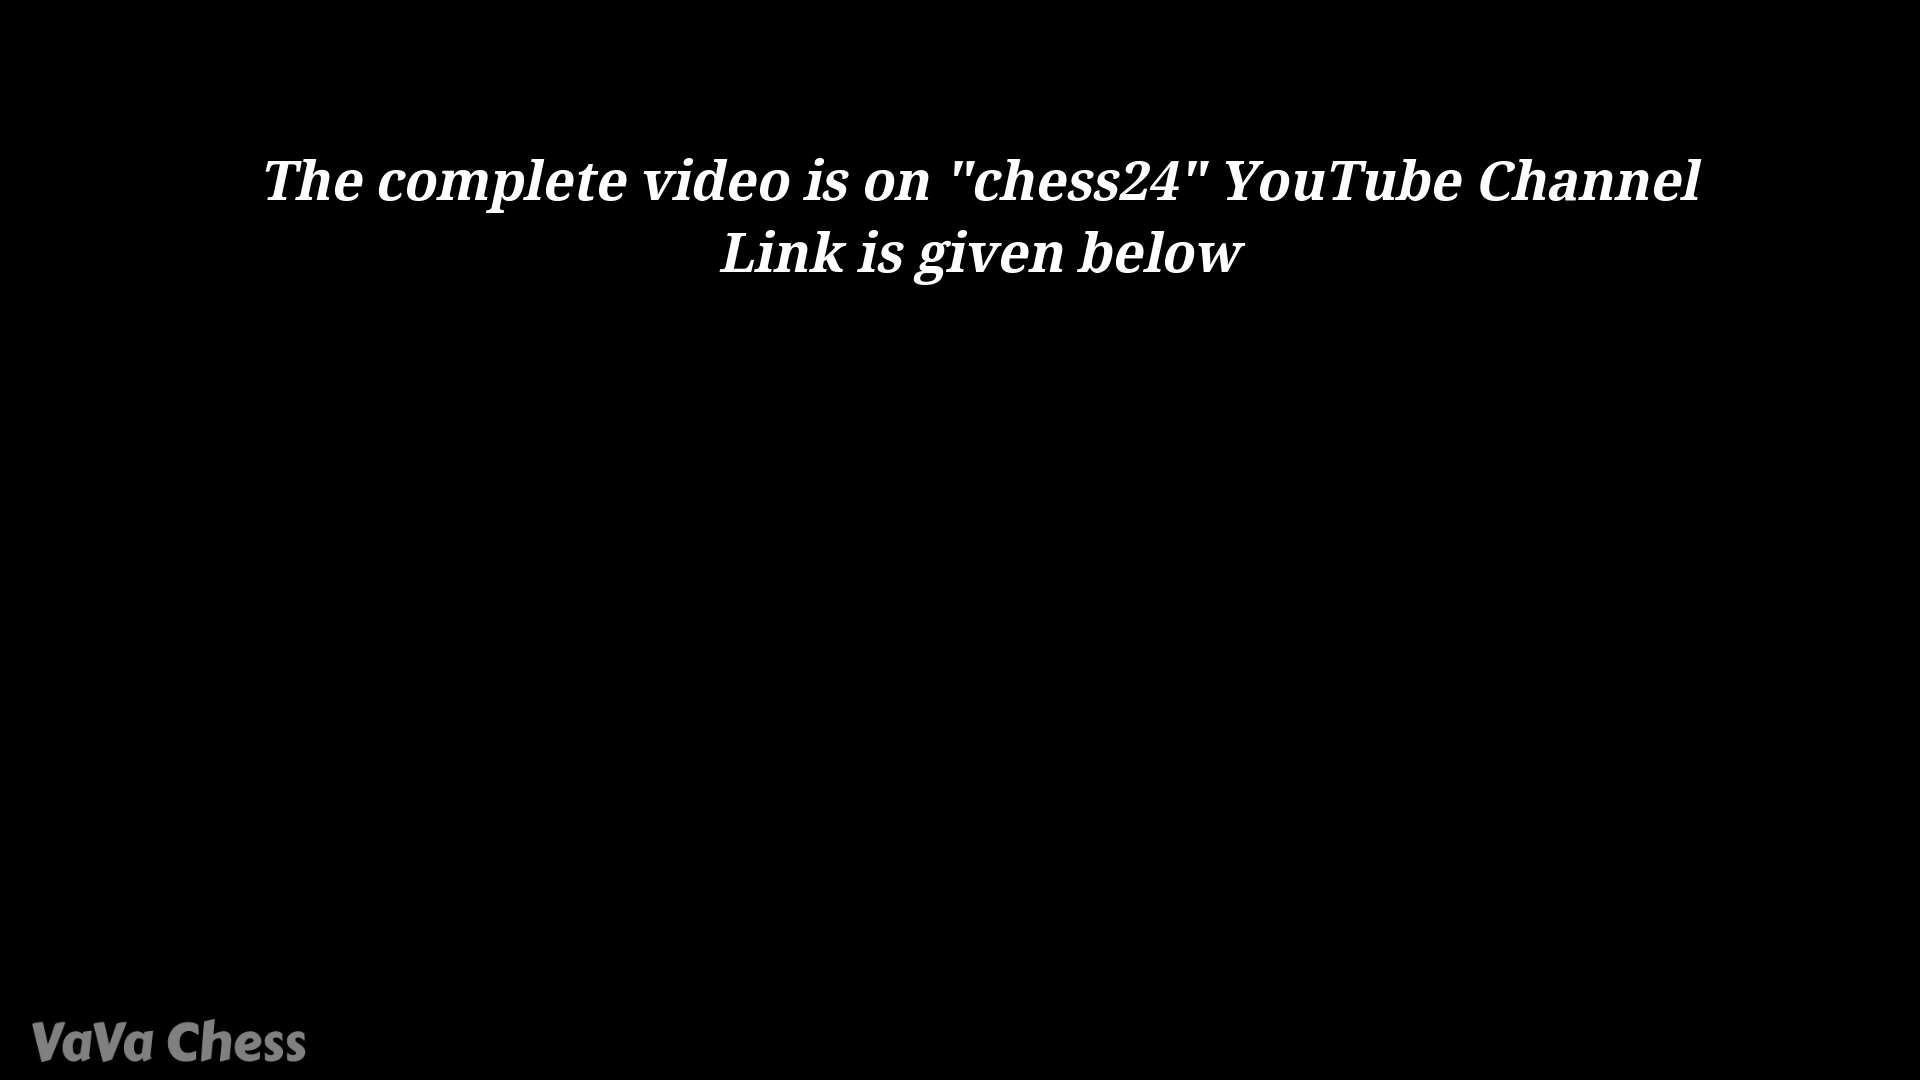 The complete video is on "chess24" YouTube Channel
Link is given below
VaVa Chess